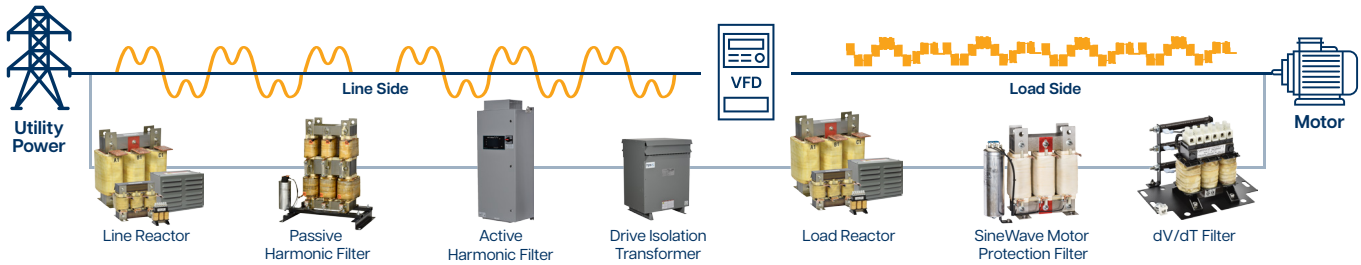 VFD
Line Side
Load Side
Utility
Power
Motor
Line Reactor
Passive
Harmonic Filter
Active
Harmonic Filter
Drive Isolation
Transformer
Load Reactor
SineWave Motor
Protection Filter
dV/dT Filter